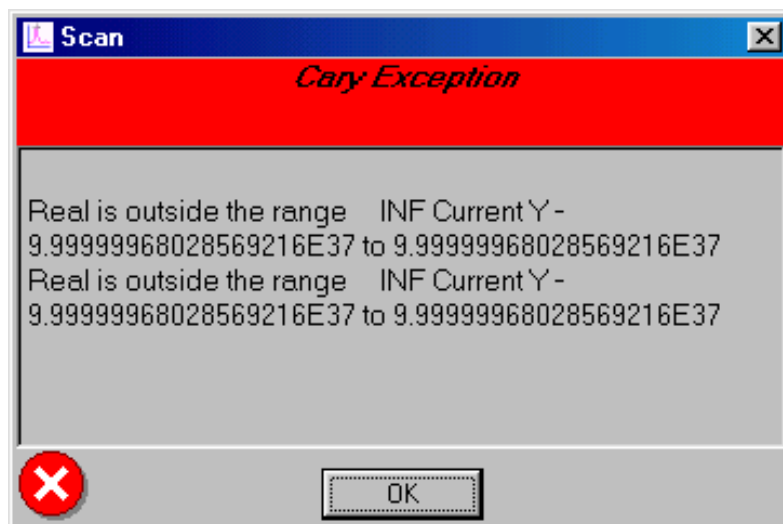 Scan
Cary Exception
Real is outside the range INF Current Y -
9.99999968028569216E37 to 9.99999968028569216E37
Real is outside the range INF Current Y -
9.99999968028569216E37 to 9.99999968028569216E37
OK